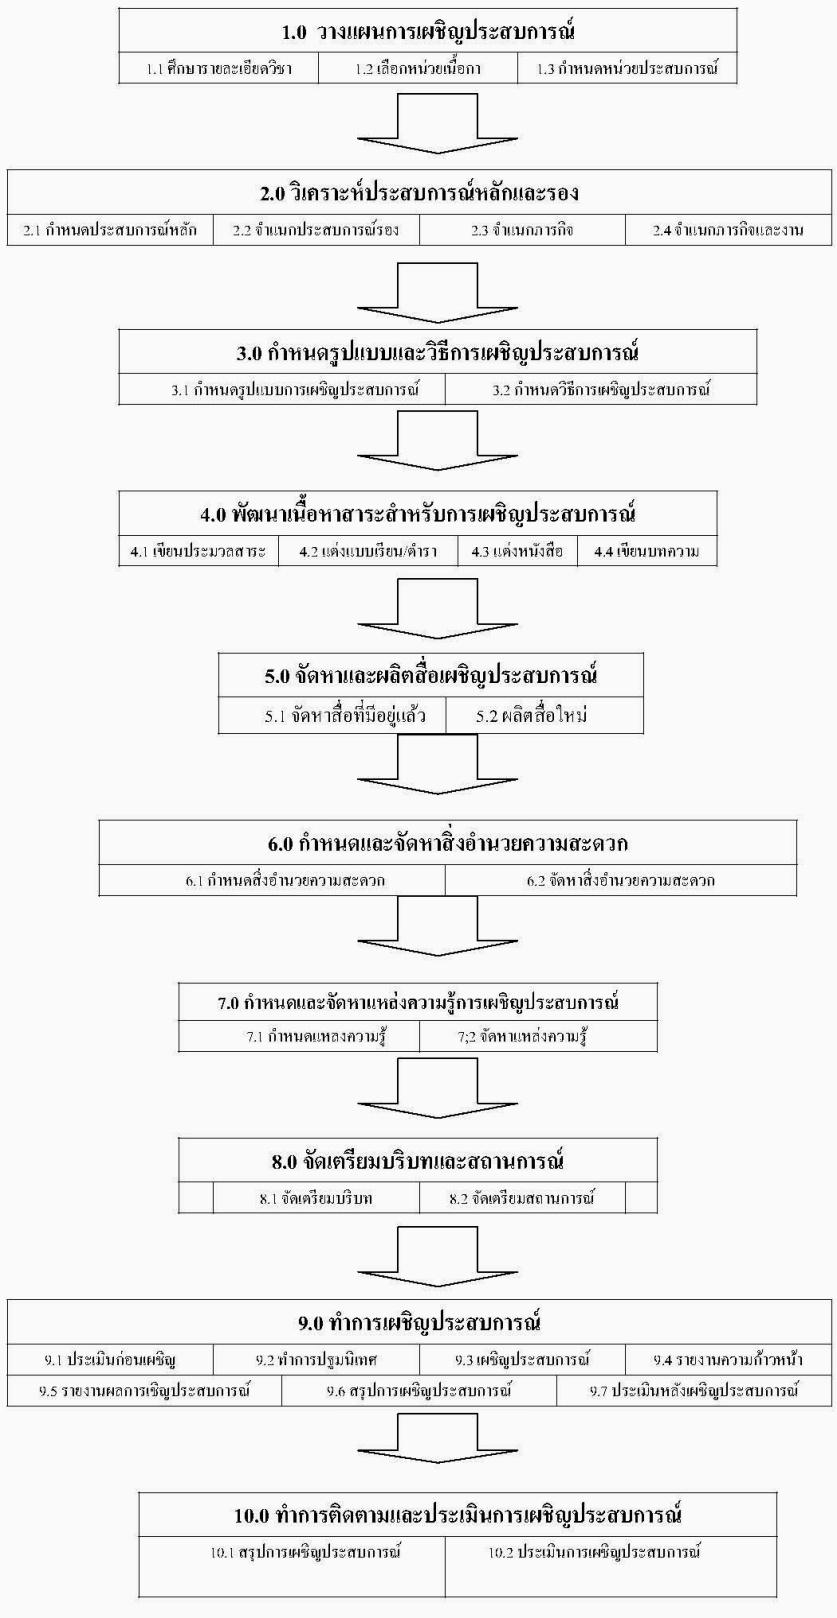 1.0 วางแผนการเผชิญประสบการณ์
1.1 ศึกษารายละเอียดวิชา 1.2 เลือกหน่วยเนื้อกา 1.3 กำหนดหน่วยประสบการณ์
2.0 วิเคราะห์ประสบการณ์หลักและรอง
2.1 กำหนดประสบการณ์หลัก 2.2 จำแนกประสบการณ์รอง 2.3 จำแนกภารกิจ 2.4 จำแนกภารกิจและงาน
3.0 กำหนดรูปแบบและวิธีการเผชิญประสบการณ์
3.1 กำหนดรูปแบบการเผชิญประสบการณ์ 3.2 กำหนดวิธีการเผชิญประสบการณ์
4.0 พัฒนาเนื้อหาสาระสำหรับการเผชิญประสบการณ์
4.1 เขียนประมวลสาระ 4.2 แต่งแบบเรียน/ตำรา 4.3 แต่งหนังสือ 4.4 เขียนบทความ
5.0 จัดหาและผลิตสื่อเผชิญประสบการณ์
5.1 จัดหาสื่อที่มีอยู่แล้ว 5.2 ผลิตสื่อใหม่
6.0 กำหนดและจัดหาสิ่งอำนวยความสะดวก
6.1 กำหนดสิ่งอำนวยความสะดวก 6.2 จัดหาสิ่งอำนวยความสะดวก
7.0 กำหนดและจัดหาแหล่งความรู้การเผชิญประสบการณ์
7.1 กำหนดแหลงความรู้ 7;2 จัดหาแหล่งความรู้
8.0 จัดเตรียมบริบทและสถานการณ์
8.1 จัดเตรียมบริบท 8.2 จัดเตรียมสถานการณ์
9.0 ทำการเผชิญประสบการณ์
9.1 ประเมินก่อนเผชิญ 9.2 ทำการปฐมนิเทศ 9.3 เผชิญประสบการณ์ 9.4 รายงานความก้าวหน้า
9.5 รายงานผลการเชิญประสบการณ์ 9.6 สรุปการเผชิญประสบการณ์ 9.7 ประเมินหลังเผชิญประสบการณ์
10.0 ทำการติดตามและประเมินการเผชิญประสบการณ์
10.1 สรุปการเผชิญประสบการณ์ 10.2 ประเมินการเผชิญประสบการณ์